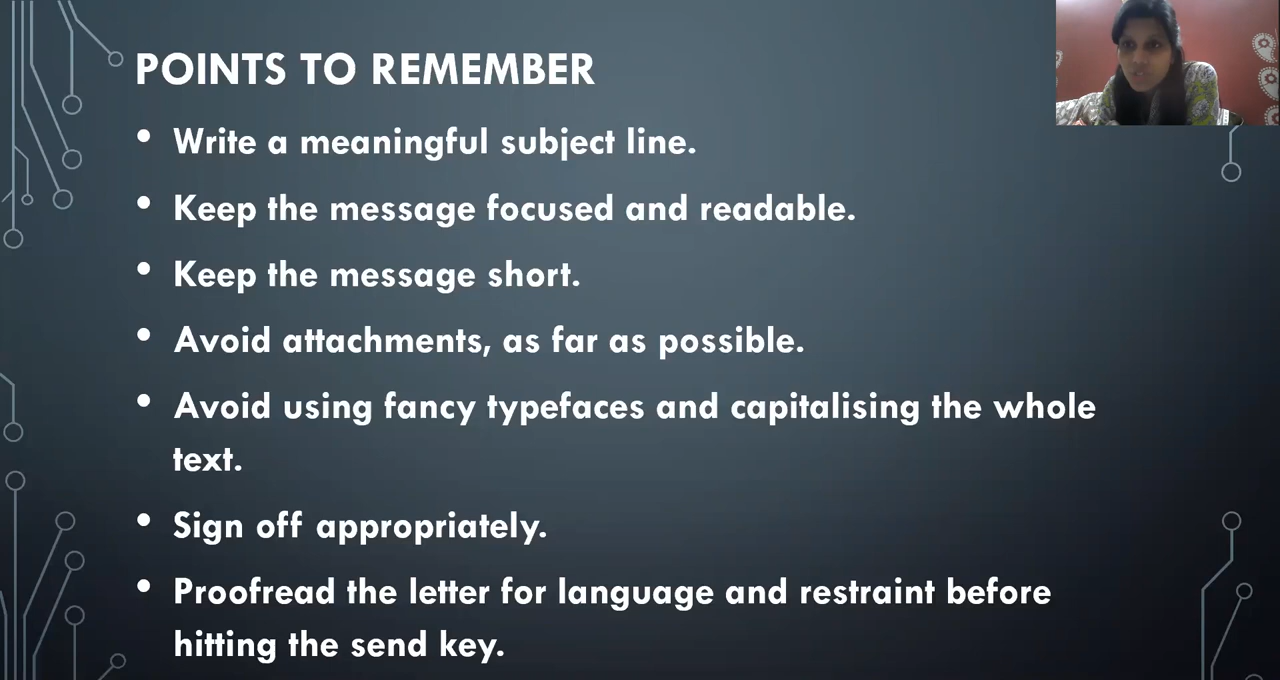 POINTS TO REMEMBER
• Write a meaningful subject line.
• Keep the message focused and readable.
• Keep the message short.
• Avoid attachments, as far as possible.
• Avoid using fancy typefaces and capitalising the whole
text.
• Sign off appropriately.
• Proofread the letter for language and restraint before
hitting the send key.